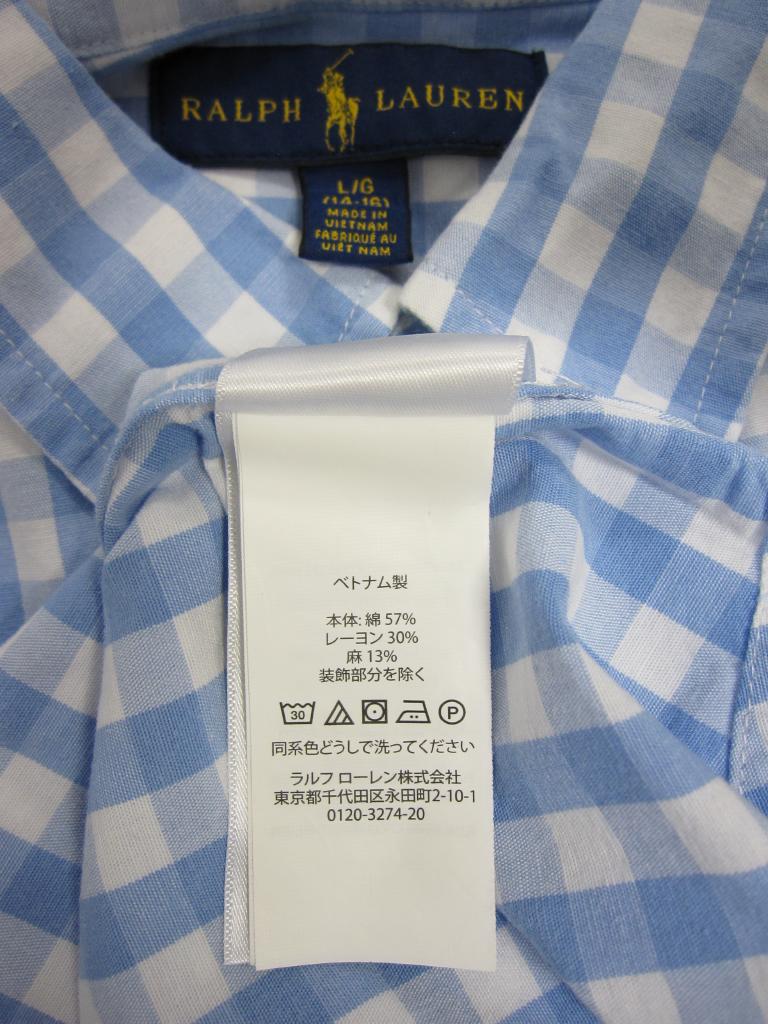 RALPH LAUREN
L/G
(14-16)
MADE IN
VIETNAM
FABRIQUÉ AU
VIÊT NAM
ベトナム製
本体: 綿 57%
レーヨン 30%
麻 13%
装飾部分を除く
30 P
同系色どうしで洗ってください
ラルフ ローレン株式会社
東京都千代田区永田町2-10-1
0120-3274-20